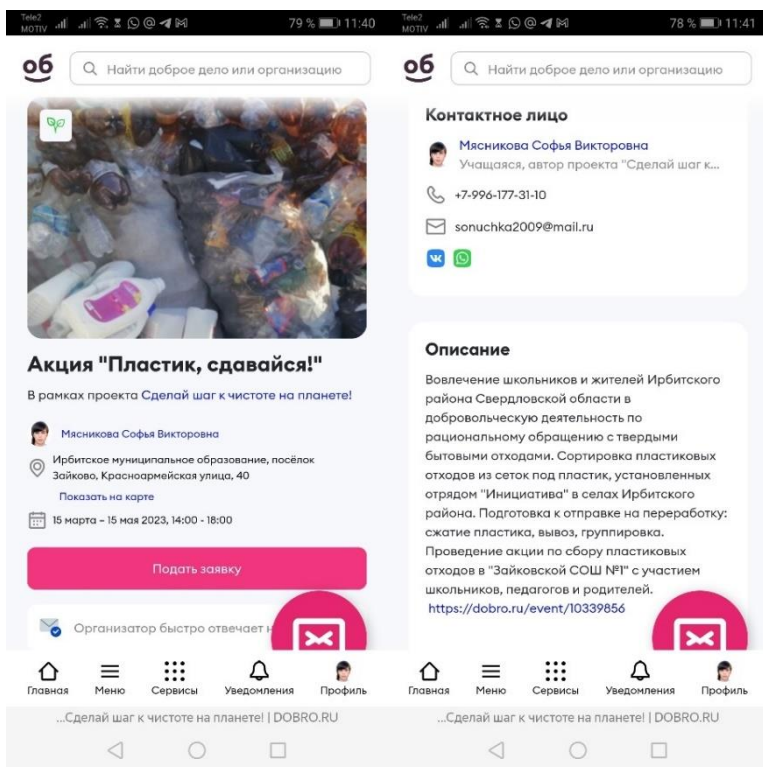 Tele2
MOTIV
79 % 11:40
об
Найти доброе дело или организацию
Акция "Пластик, сдавайся!"
В рамках проекта Сделай шаг к чистоте на планете!
Мясникова Софья Викторовна
Ирбитское муниципальное образование, посёлок
Зайково, Красноармейская улица, 40
Показать на карте
15 марта – 15 мая 2023, 14:00 - 18:00
Подать заявку
Организатор быстро отвечает
Главная Меню Сервисы Уведомления Профиль
...Сделай шаг к чистоте на планете! | DOBRO.RU
Tele2
MOTIV
78 % 11:41
об
Найти доброе дело или организацию
Контактное лицо
Мясникова Софья Викторовна
Учащаяся, автор проекта "Сделай шаг к...
+7-996-177-31-10
sonuchka2009@mail.ru
Описание
Вовлечение школьников и жителей Ирбитского
района Свердловской области в
добровольческую деятельность по
рациональному обращению с твердыми
бытовыми отходами. Сортировка пластиковых
отходов из сеток под пластик, установленных
отрядом "Инициатива" в селах Ирбитского
района. Подготовка к отправке на переработку:
сжатие пластика, вывоз, группировка.
Проведение акции по сбору пластиковых
отходов в "Зайковской СОШ №1" с участием
школьников, педагогов и родителей.
https://dobro.ru/event/10339856
Главная Меню Сервисы Уведомления Профиль
...Сделай шаг к чистоте на планете! | DOBRO.RU